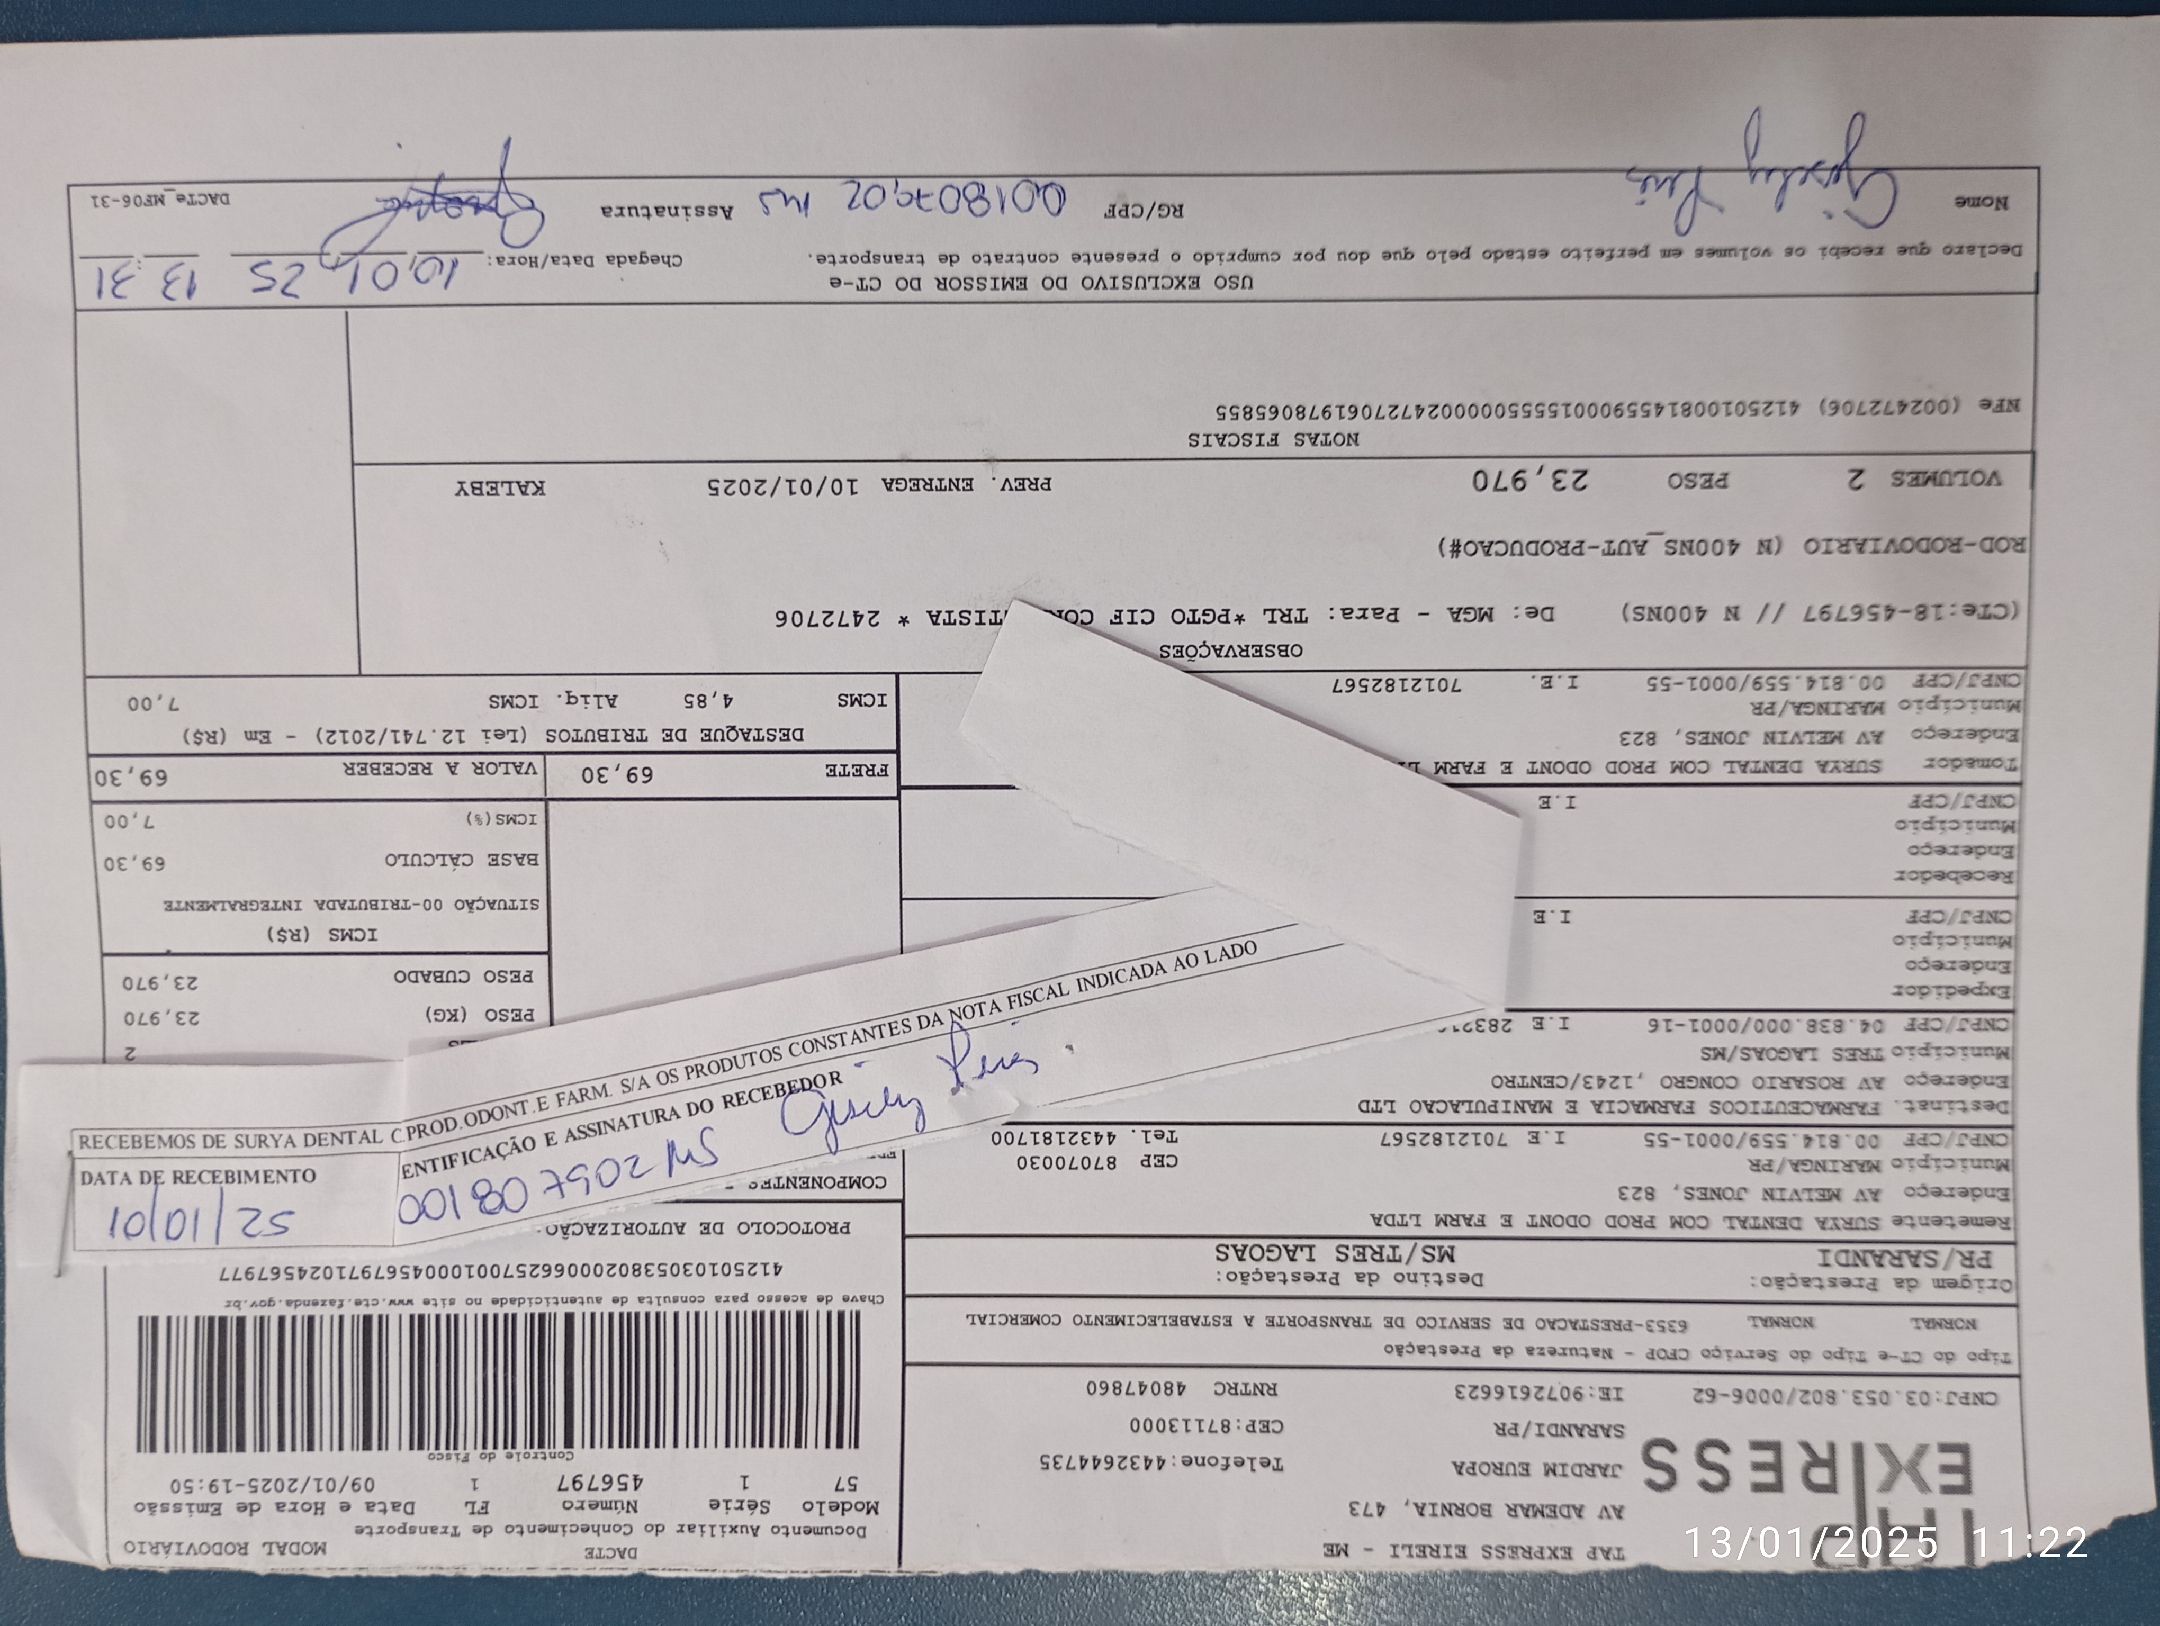 TAP
EXPRESS
TAP EXPRESS EIRELI - ME
AV ADEMAR BORNIA, 473
JARDIM EUROPA Telefone:4432644735
SARANDI/PR CEP:87113000
CNPJ:03.053.802/0006-62 IE:9072616623 RNTRC 48047860
DACTE MODAL RODOVIÁRIO
Documento Auxiliar do Conhecimento de Transporte
Modelo Série Número FL Data e Hora de Emissão
57 1 456797 1 09/01/2025-19:50
Controle do Fisco
Chave de acesso para consulta de autenticidade no site www.cte.fazenda.gov.br
41250103053802000662570010004567971024567977
PROTOCOLO DE AUTORIZAÇÃO
COMPONENTES
Tipo do CT-e Tipo do Serviço CFOP - Natureza da Prestação
NORMAL NORMAL 6353-PRESTACAO DE SERVICO DE TRANSPORTE A ESTABELECIMENTO COMERCIAL
Origem da Prestação: Destino da Prestação:
PR/SARANDI MS/TRES LAGOAS
Remetente SURYA DENTAL COM PROD ODONT E FARM LTDA
Endereço AV MELVIN JONES, 823
Município MARINGA/PR CEP 87070030
CNPJ/CPF 00.814.559/0001-55 I.E 7012182567 Tel. 4432181700
Destinat. FARMACEUTICOS FARMACIA E MANIPULACAO LTD
Endereço AV ROSARIO CONGRO ,1243/CENTRO
Município TRES LAGOAS/MS
CNPJ/CPF 04.838.000/0001-16 I.E
Expedidor
Endereço
Município
CNPJ/CPF I.E
Recebedor
Endereço
Município
CNPJ/CPF I.E
Tomador SURYA DENTAL COM PROD ODONT E FARM
Endereço AV MELVIN JONES, 823
Município MARINGA/PR
CNPJ/CPF 00.814.559/0001-55 I.E. 7012182567
2
PESO (KG) 23,970
PESO CUBADO 23,970
ICMS (R$)
SITUAÇÃO 00-TRIBUTADA INTEGRALMENTE
BASE CÁLCULO 69,30
ICMS(%) 7,00
FRETE 69,30 VALOR A RECEBER 69,30
DESTAQUE DE TRIBUTOS (Lei 12.741/2012) - Em (R$)
ICMS 4,85 Aliq. ICMS 7,00
OBSERVAÇÕES
(CTe:18-456797 // N 400NS) De: MGA - Para: TRL *PGTO CIF TISTA * 2472706
ROD-RODOVIARIO (N 400NS_AUT-PRODUCAO#)
VOLUMES 2 PESO 23,970 PREV. ENTREGA 10/01/2025 KALEBY
NOTAS FISCAIS
NFe (002472706) 41250100814559000155550000024727061978065855
USO EXCLUSIVO DO EMISSOR DO CT-e
Declaro que recebi os volumes em perfeito estado pelo que dou por cumprido o presente contrato de transporte. Chegada Data/Hora: 10,01,25 13:31
Nome Gisely Peris RG/CPF 001807902 MS Assinatura DACTe_MF06-31
RECEBEMOS DE SURYA DENTAL C.PROD.ODONT.E FARM. S/A OS PRODUTOS CONSTANTES DA NOTA FISCAL INDICADA AO LADO
DATA DE RECEBIMENTO ENTIFICAÇÃO E ASSINATURA DO RECEBEDOR
10/01/25 001807902 MS Gisely Peris
13/01/2025 11:22